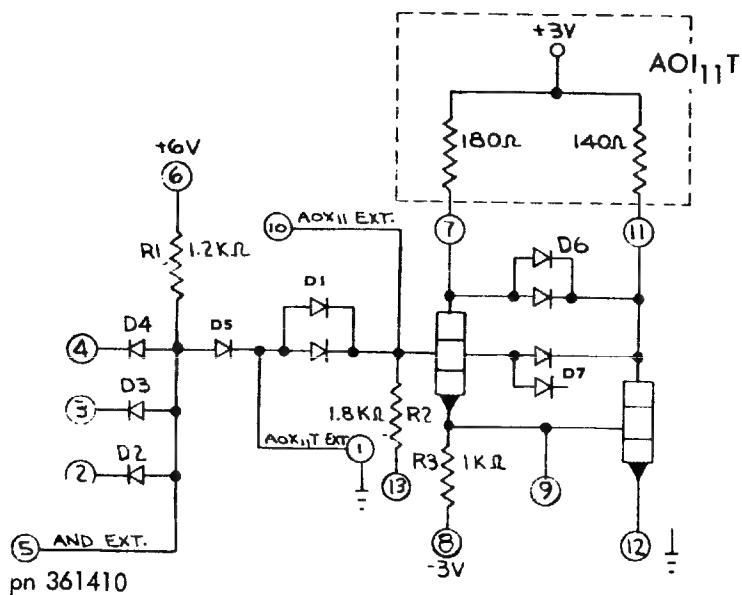 +3V
AOI11T
180Ω
140Ω
+6V
6
10 AOX11 EXT.
7
11
R1
1.2KΩ
D6
D1
4
D4
D5
D3
3
1.8KΩ
R2
D7
D2
2
AOX11T EXT
1
R3
1KΩ
13
9
5 AND EXT.
8
-3V
12
pn 361410